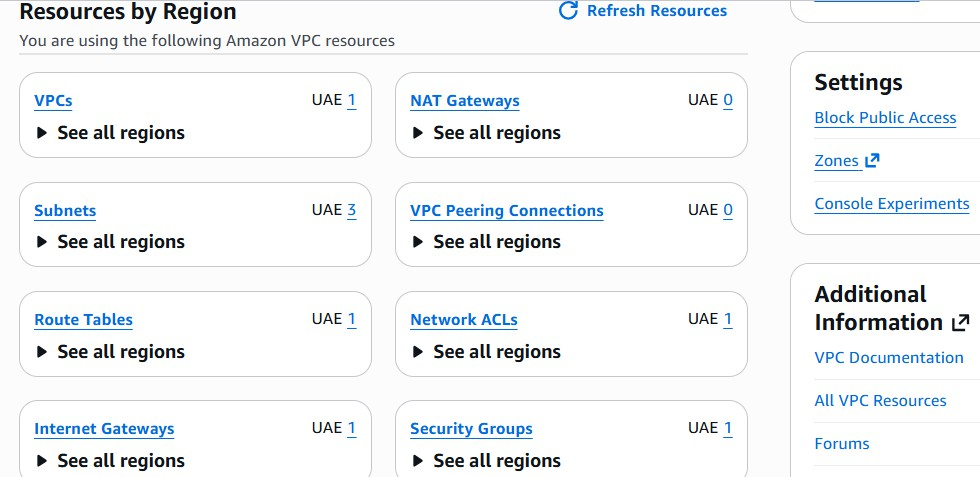 Resources by Region
Refresh Resources
You are using the following Amazon VPC resources
VPCs UAE 1
See all regions
NAT Gateways UAE 0
See all regions
Subnets UAE 3
See all regions
VPC Peering Connections UAE 0
See all regions
Route Tables UAE 1
See all regions
Network ACLs UAE 1
See all regions
Internet Gateways UAE 1
See all regions
Security Groups UAE 1
See all regions
Settings
Block Public Access
Zones
Console Experiments
Additional
Information
VPC Documentation
All VPC Resources
Forums